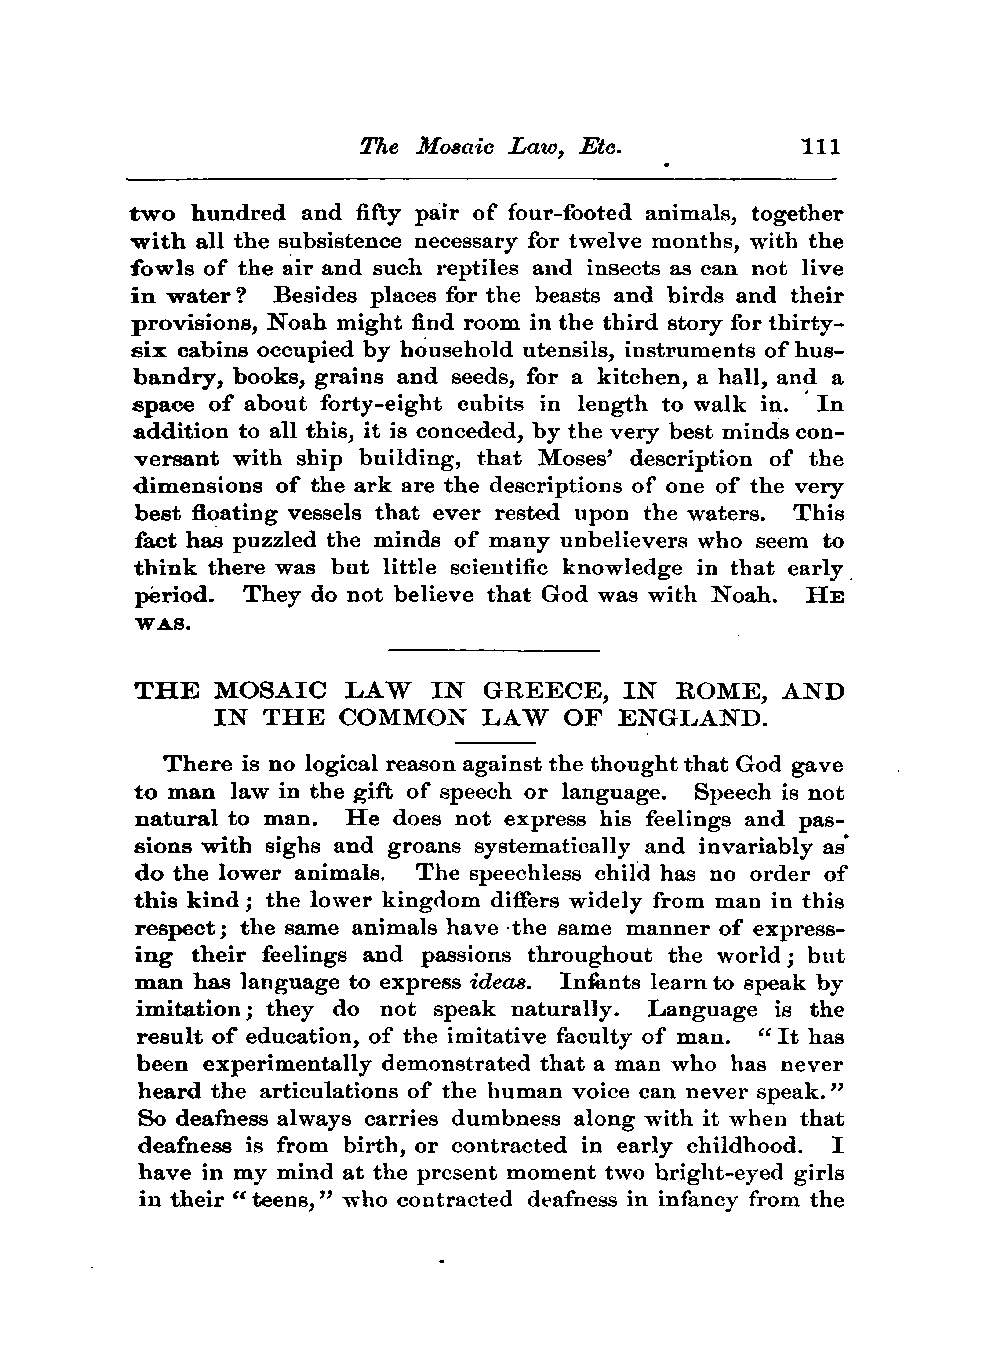 The Mosaic Law, Etc. 111
two hundred and fifty pair of four-footed animals, together
with all the subsistence necessary for twelve months, with the
fowls of the air and such reptiles and insects as can not live
in water? Besides places for the beasts and birds and their
provisions, Noah might find room in the third story for thirty-
six cabins occupied by household utensils, instruments of hus-
bandry, books, grains and seeds, for a kitchen, a hall, and a
space of about forty-eight cubits in length to walk in. In
addition to all this, it is conceded, by the very best minds con-
versant with ship building, that Moses' description of the
dimensions of the ark are the descriptions of one of the very
best floating vessels that ever rested upon the waters. This
fact has puzzled the minds of many unbelievers who seem to
think there was but little scientific knowledge in that early
period. They do not believe that God was with Noah. HE
WAS.
THE MOSAIC LAW IN GREECE, IN ROME, AND
IN THE COMMON LAW OF ENGLAND.
There is no logical reason against the thought that God gave
to man law in the gift of speech or language. Speech is not
natural to man. He does not express his feelings and pas-
sions with sighs and groans systematically and invariably as
do the lower animals. The speechless child has no order of
this kind; the lower kingdom differs widely from man in this
respect; the same animals have the same manner of express-
ing their feelings and passions throughout the world; but
man has language to express ideas. Infants learn to speak by
imitation; they do not speak naturally. Language is the
result of education, of the imitative faculty of man. "It has
been experimentally demonstrated that a man who has never
heard the articulations of the human voice can never speak."
So deafness always carries dumbness along with it when that
deafness is from birth, or contracted in early childhood. I
have in my mind at the present moment two bright-eyed girls
in their "teens," who contracted deafness in infancy from the